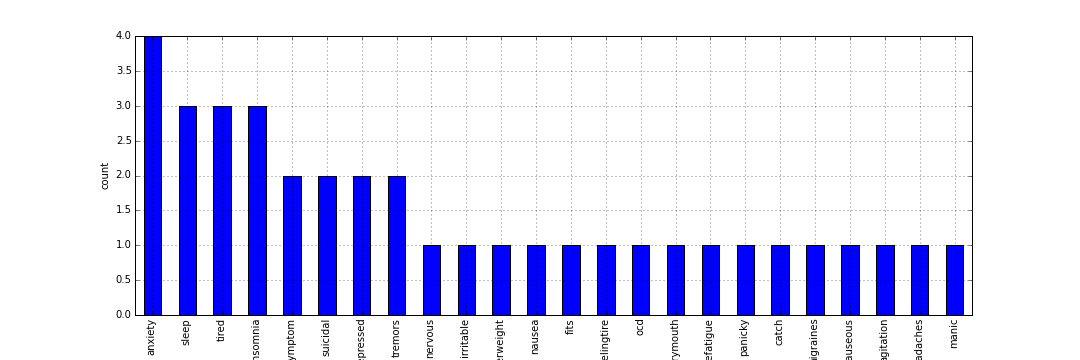 4.0
3.5
3.0
2.5
2.0
1.5
1.0
0.5
0.0
count
anxiety
sleep
tired
nsomnia
ymptom
suicidal
pressed
tremors
nervous
irritable
erweight
nausea
fits
elingtire
ocd
rymouth
efatigue
panicky
catch
igraines
auseous
agitation
adaches
manic